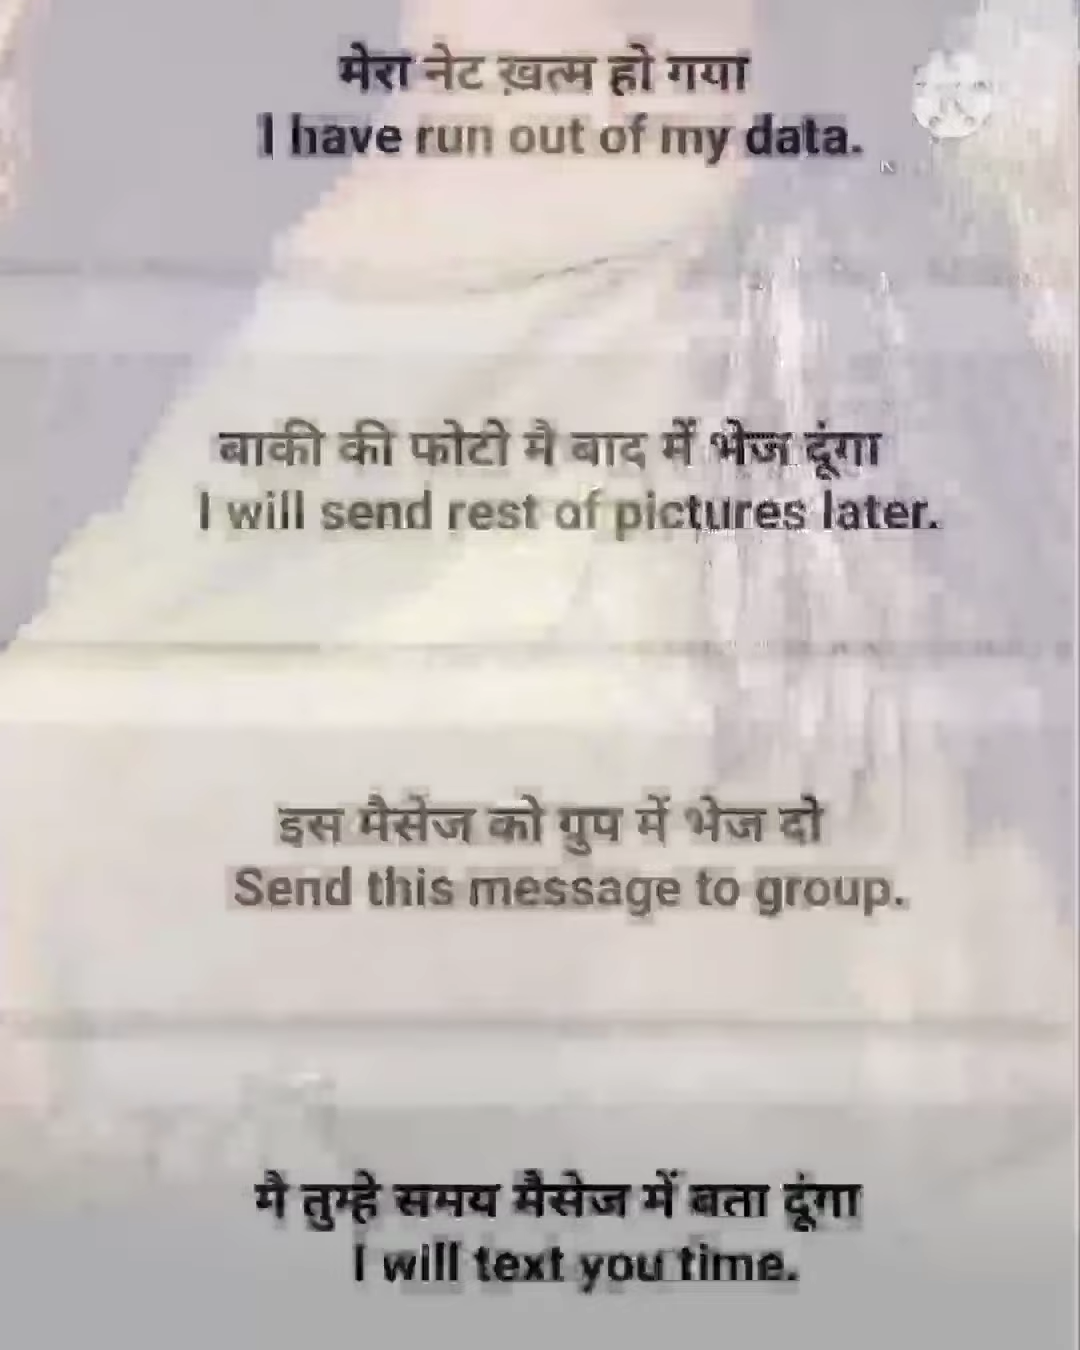 मेरा नेट ख़त्म हो गया
I have run out of my data.
बाकी की फोटो मै बाद में भेज दूंगा
I will send rest of pictures later.
इस मैसेज को ग्रुप में भेज दो
Send this message to group.
मै तुम्हे समय मैसेज में बता दूंगा
I will text you time.